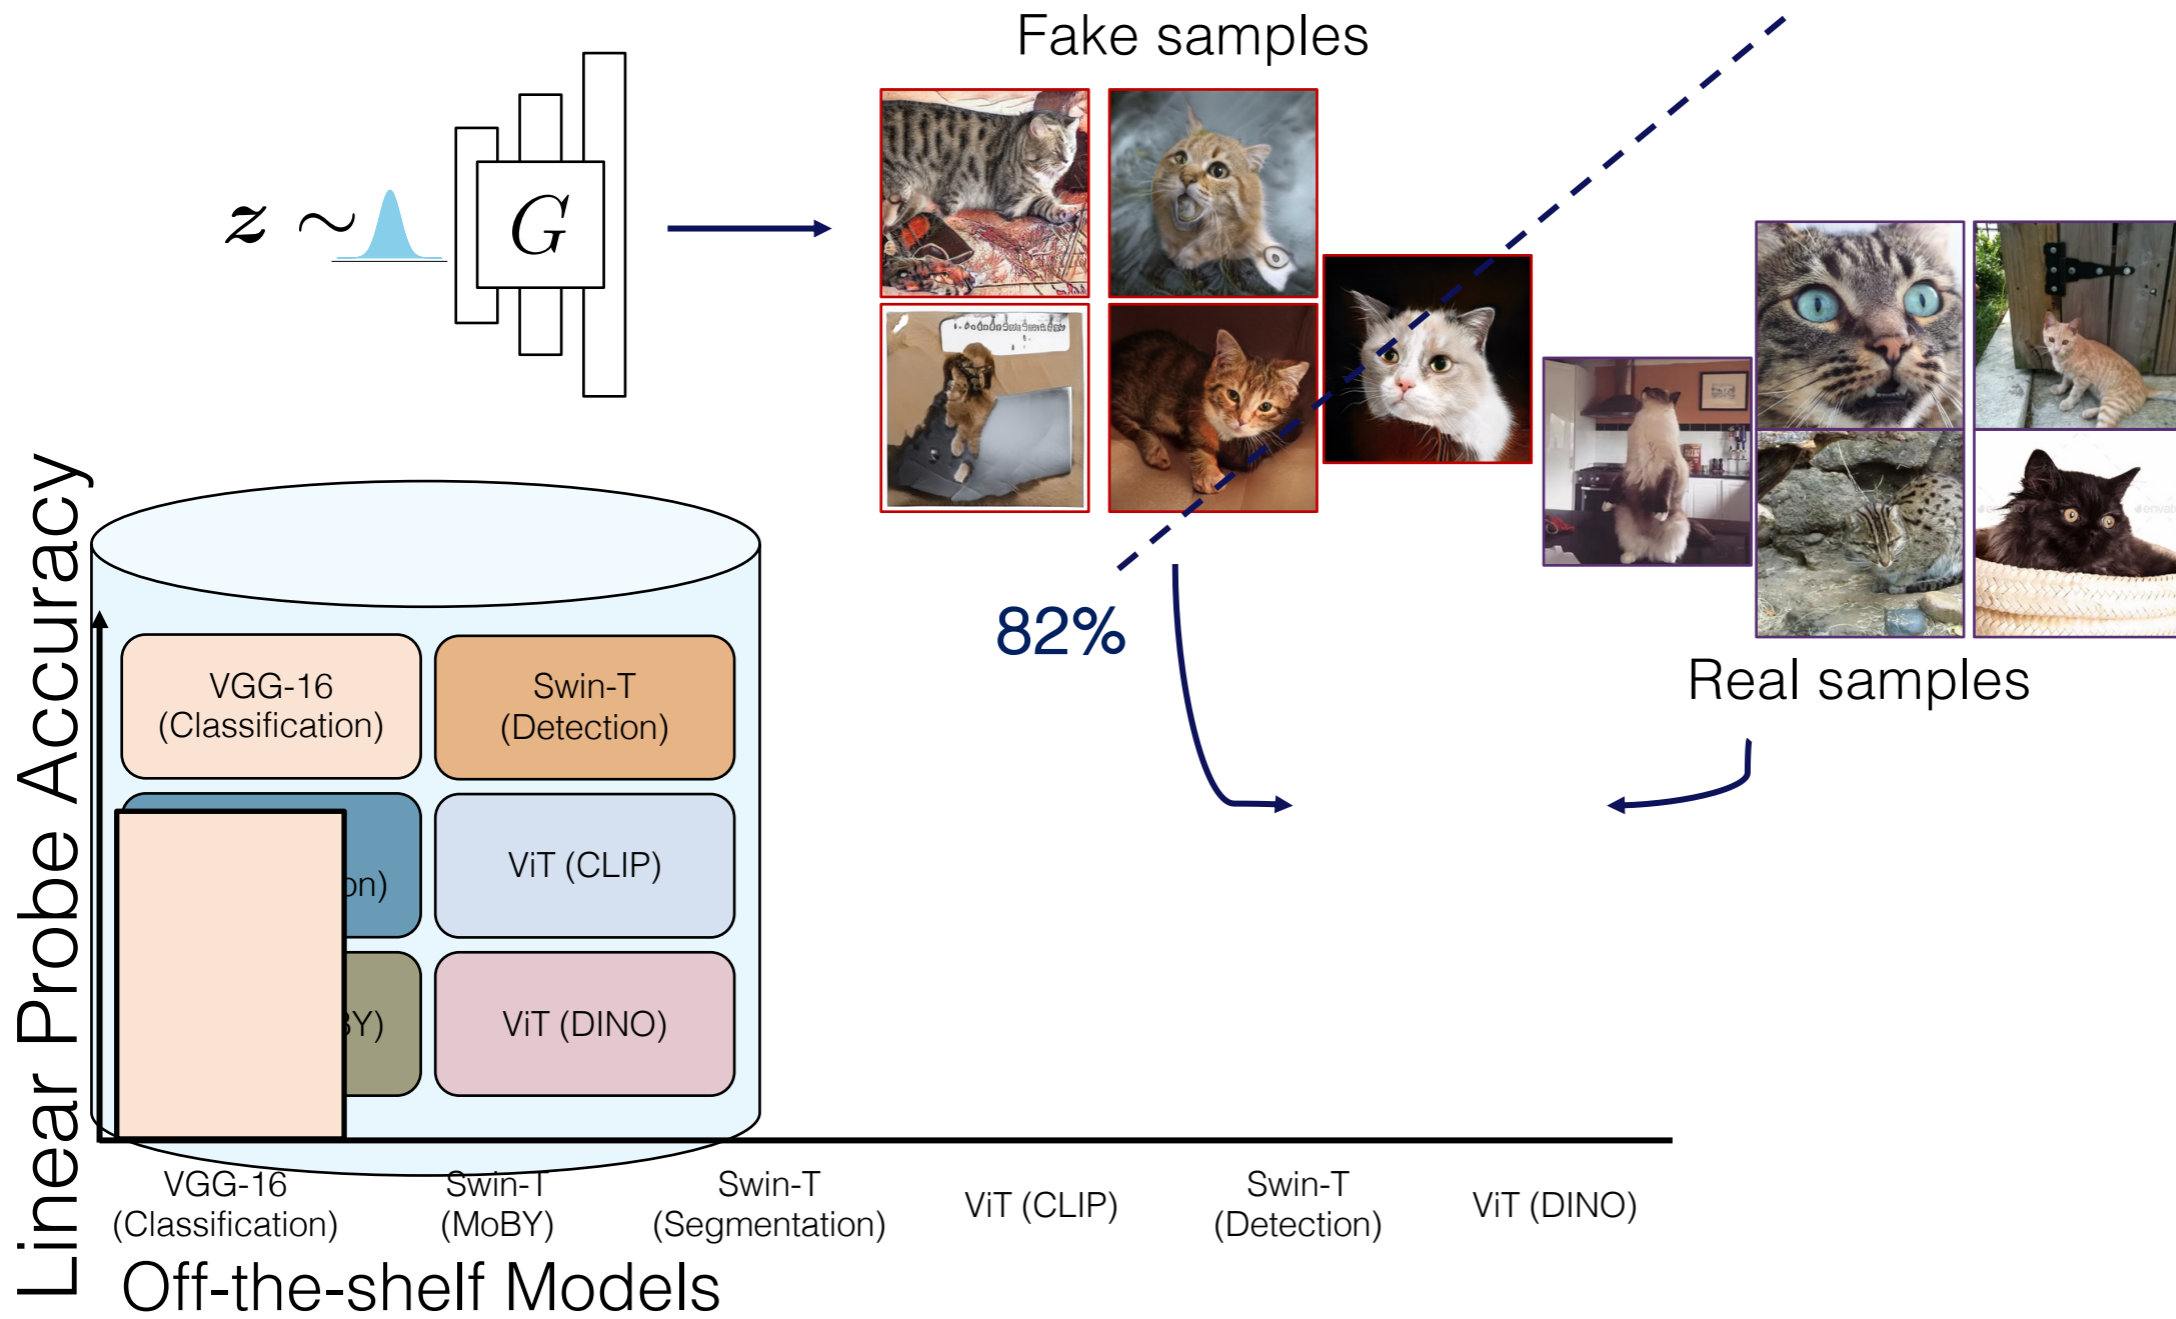 Fake samples
z ~
G
82%
Real samples
Linear Probe Accuracy
VGG-16
(Classification)
Swin-T
(Detection)
ViT (CLIP)
ViT (DINO)
VGG-16
(Classification)
Swin-T
(MoBY)
Swin-T
(Segmentation)
ViT (CLIP)
Swin-T
(Detection)
ViT (DINO)
Off-the-shelf Models